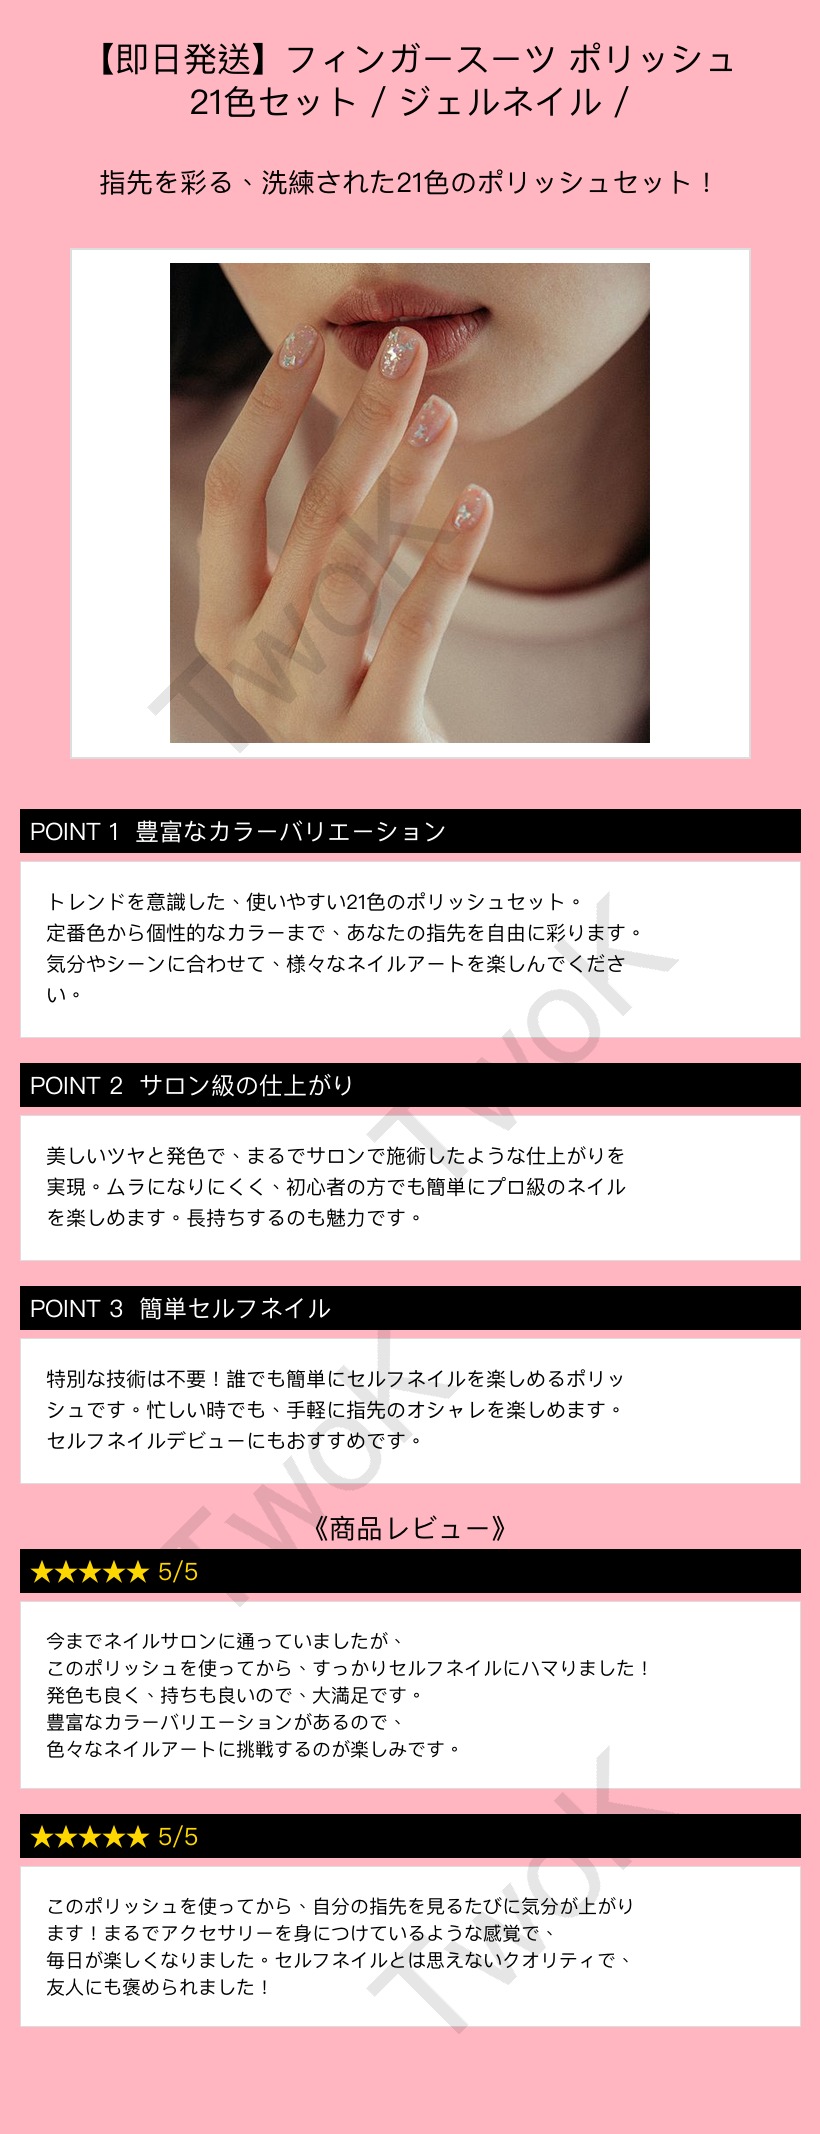 【即日発送】フィンガースーツ ポリッシュ
21色セット / ジェルネイル /
指先を彩る、洗練された21色のポリッシュセット！
TwoK
POINT 1 豊富なカラーバリエーション
トレンドを意識した、使いやすい21色のポリッシュセット。
定番色から個性的なカラーまで、あなたの指先を自由に彩ります。
気分やシーンに合わせて、様々なネイルアートを楽しんでくださ
い。
TwoK
POINT 2 サロン級の仕上がり
美しいツヤと発色で、まるでサロンで施術したような仕上がりを
実現。ムラになりにくく、初心者の方でも簡単にプロ級のネイル
を楽しめます。長持ちするのも魅力です。
POINT 3 簡単セルフネイル
特別な技術は不要！誰でも簡単にセルフネイルを楽しめるポリッ
シュです。忙しい時でも、手軽に指先のオシャレを楽しめます。
セルフネイルデビューにもおすすめです。
TwoK
《商品レビュー》
★★★★★ 5/5
今までネイルサロンに通っていましたが、
このポリッシュを使ってから、すっかりセルフネイルにハマりました！
発色も良く、持ちも良いので、大満足です。
豊富なカラーバリエーションがあるので、
色々なネイルアートに挑戦するのが楽しみです。
★★★★★ 5/5
このポリッシュを使ってから、自分の指先を見るたびに気分が上がり
ます！まるでアクセサリーを身につけているような感覚で、
毎日が楽しくなりました。セルフネイルとは思えないクオリティで、
友人にも褒められました！
TwoK